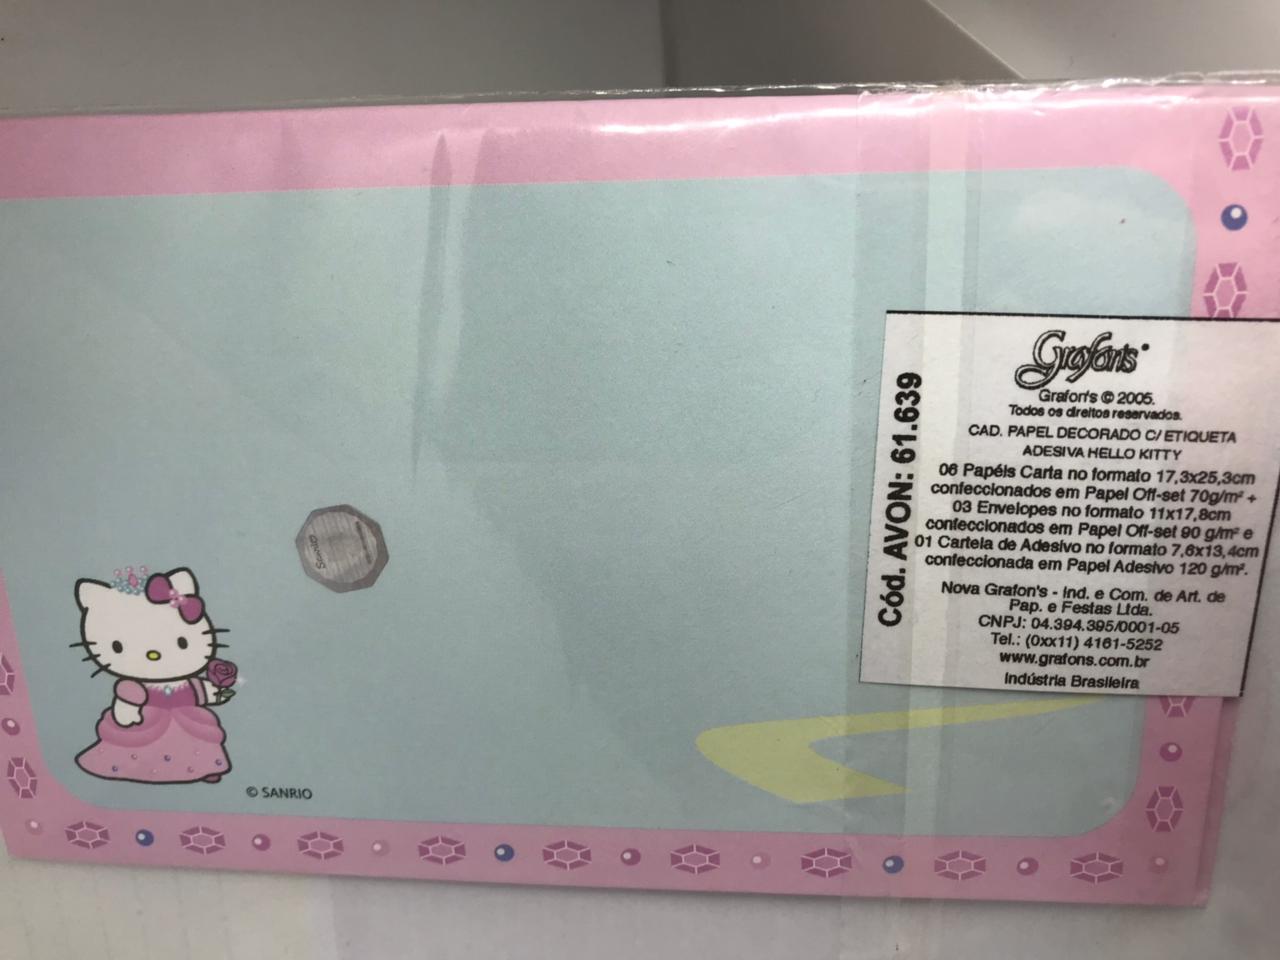 SANRIO
© SANRIO
Cód. AVON: 61.639
Grafon's
Grafon's © 2005.
Todos os direitos reservados.
CAD. PAPEL DECORADO C/ ETIQUETA
ADESIVA HELLO KITTY
06 Papéis Carta no formato 17,3x25,3cm
confeccionados em Papel Off-set 70g/m² +
03 Envelopes no formato 11x17,8cm
confeccionados em Papel Off-set 90 g/m² e
01 Cartela de Adesivo no formato 7,6x13,4cm
confeccionada em Papel Adesivo 120 g/m².
Nova Grafon's - Ind. e Com. de Art. de
Pap. e Festas Ltda.
CNPJ: 04.394.395/0001-05
Tel.: (0xx11) 4161-5252
www.grafons.com.br
Indústria Brasileira